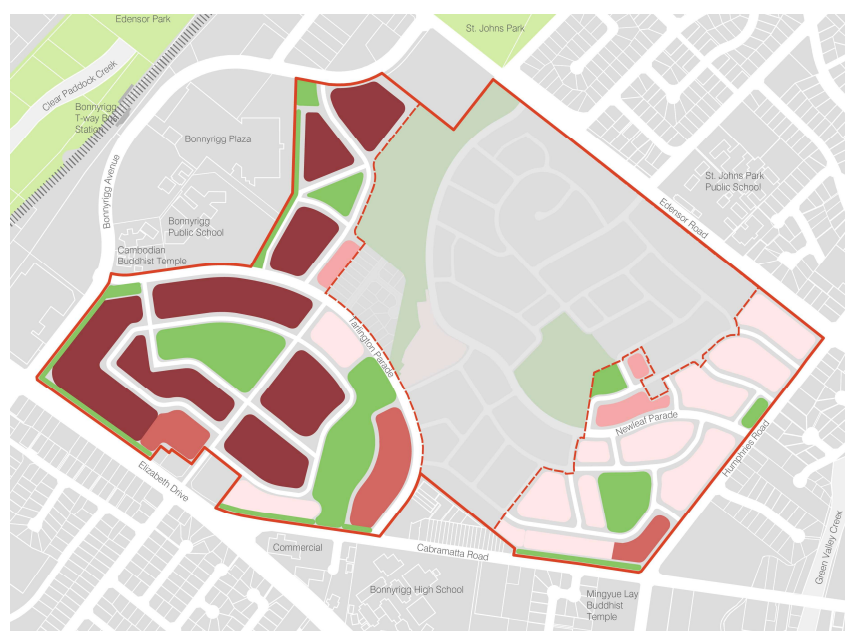 Edensor Park
St. Johns Park
Clear Paddock Creek
Bonnyrigg
T-way Bus
Station
Bonnyrigg Plaza
Bonnyrigg Avenue
St. Johns Park
Public School
Edensor Road
Bonnyrigg
Public School
Cambodian
Buddhist Temple
Tarlington Parade
Newleaf Parade
Humphries Road
Elizabeth Drive
Commercial
Cabramatta Road
Green Valley Creek
Bonnyrigg High School
Mingyue Lay
Buddhist
Temple